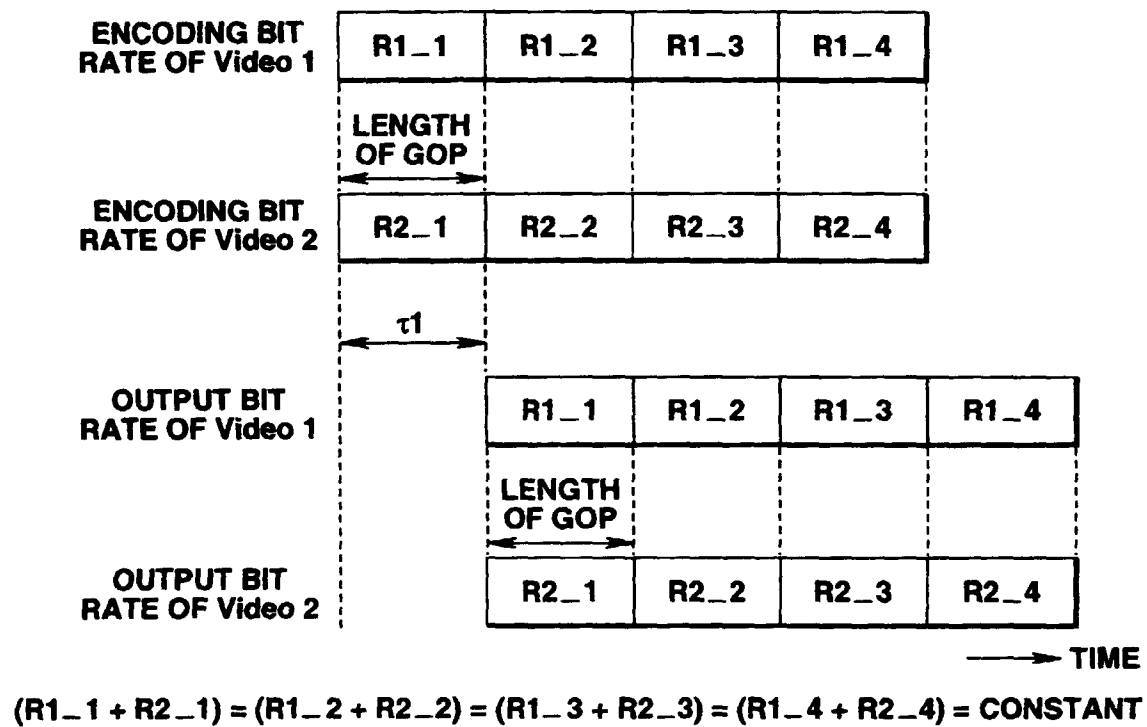 ENCODING BIT
RATE OF Video 1
R1_1 R1_2 R1_3 R1_4
LENGTH
OF GOP
ENCODING BIT
RATE OF Video 2
R2_1 R2_2 R2_3 R2_4
τ1
OUTPUT BIT
RATE OF Video 1
R1_1 R1_2 R1_3 R1_4
LENGTH
OF GOP
OUTPUT BIT
RATE OF Video 2
R2_1 R2_2 R2_3 R2_4
TIME
(R1_1 + R2_1) = (R1_2 + R2_2) = (R1_3 + R2_3) = (R1_4 + R2_4) = CONSTANT